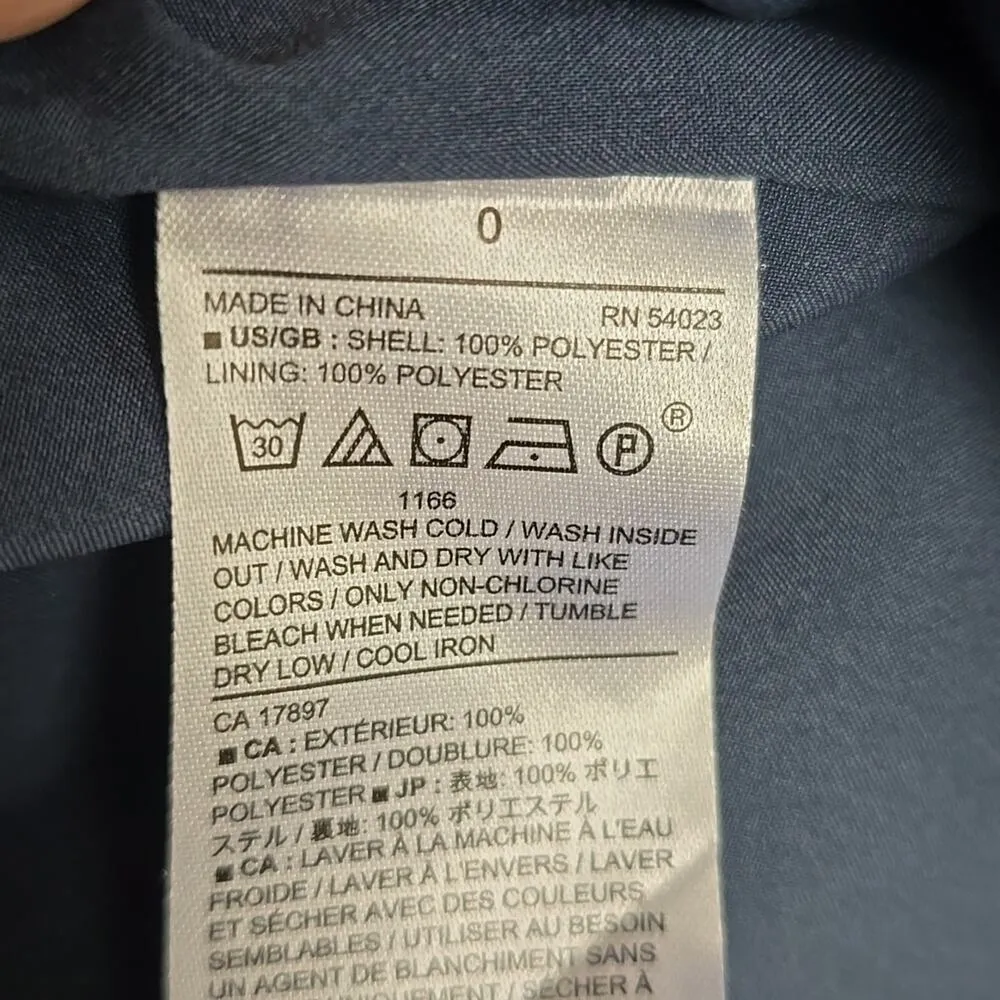 0
MADE IN CHINA RN 54023
■ US/GB : SHELL: 100% POLYESTER /
LINING: 100% POLYESTER
30 P ®
1166
MACHINE WASH COLD / WASH INSIDE
OUT / WASH AND DRY WITH LIKE
COLORS / ONLY NON-CHLORINE
BLEACH WHEN NEEDED / TUMBLE
DRY LOW / COOL IRON
CA 17897
■ CA : EXTÉRIEUR: 100%
POLYESTER / DOUBLURE: 100%
POLYESTER ■ JP : 表地: 100% ポリエ
ステル / 裏地: 100% ポリエステル
■ CA : LAVER À LA MACHINE À L'EAU
FROIDE / LAVER À L'ENVERS / LAVER
ET SÉCHER AVEC DES COULEURS
SEMBLABLES / UTILISER AU BESOIN
UN AGENT DE BLANCHIMENT SANS
UNIQUEMENT / SÉCHER À